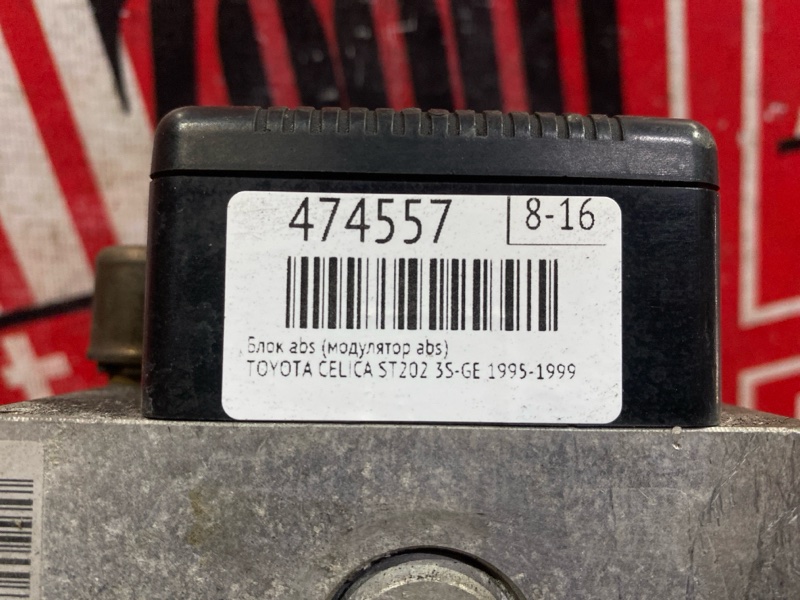 474557
8-16
Блок abs (модулятор abs)
TOYOTA CELICA ST202 3S-GE 1995-1999